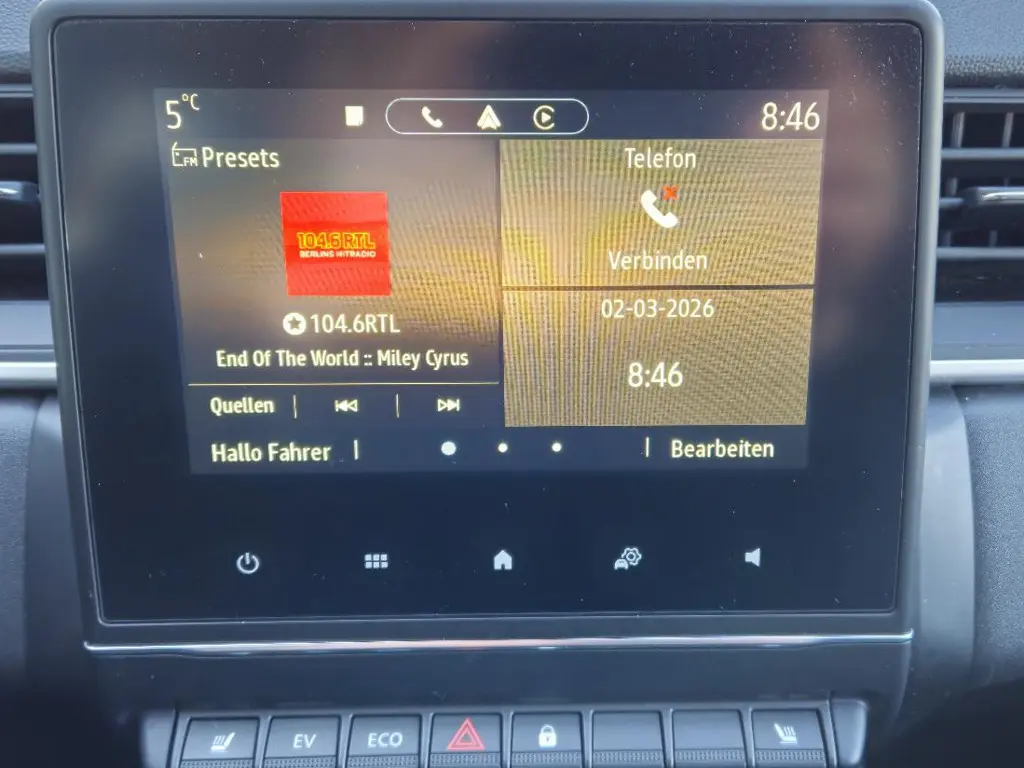 5°C
8:46
FM Presets
104.6 RTL
BERLINS HITRADIO
104.6RTL
End Of The World :: Miley Cyrus
Quellen
Telefon
Verbinden
02-03-2026
8:46
Hallo Fahrer
Bearbeiten
EV
ECO